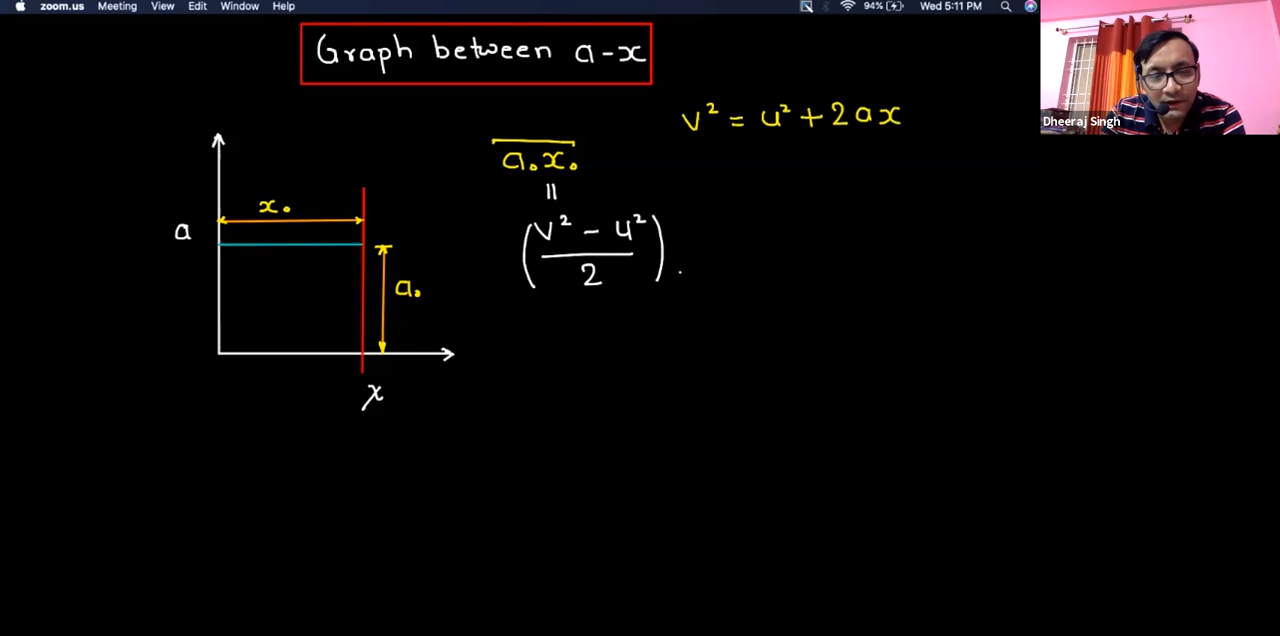 zoom.us Meeting View Edit Window Help 94% Wed 5:11 PM
Graph between a-x
Dheeraj Singh
v² = u² + 2ax
a₀x₀
=
(v² - u² / 2).
x₀
a
a₀
x